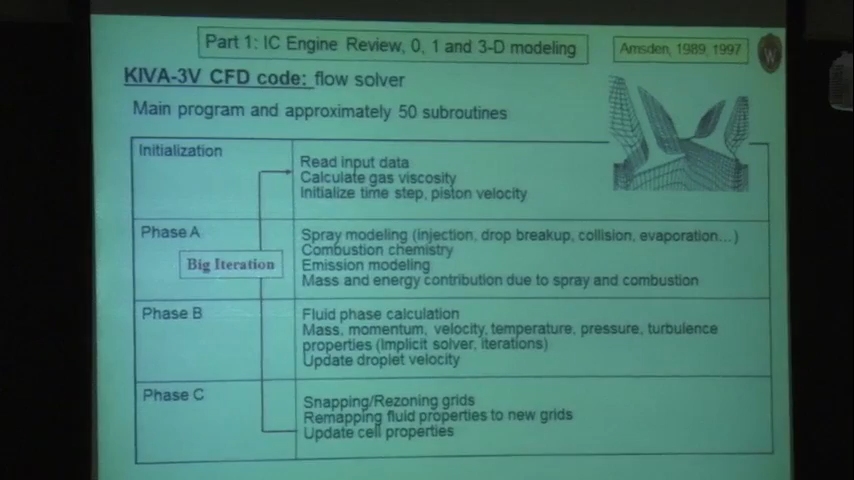 Part 1: IC Engine Review, 0, 1 and 3-D modeling
Amsden, 1989, 1997
W
KIVA-3V CFD code: flow solver
Main program and approximately 50 subroutines
Initialization
Read input data
Calculate gas viscosity
Initialize time step, piston velocity
Phase A
Spray modeling (injection, drop breakup, collision, evaporation...)
Combustion chemistry
Emission modeling
Mass and energy contribution due to spray and combustion
Big Iteration
Phase B
Fluid phase calculation
Mass, momentum, velocity, temperature, pressure, turbulence
properties (Implicit solver, iterations)
Update droplet velocity
Phase C
Snapping/Rezoning grids
Remapping fluid properties to new grids
Update cell properties